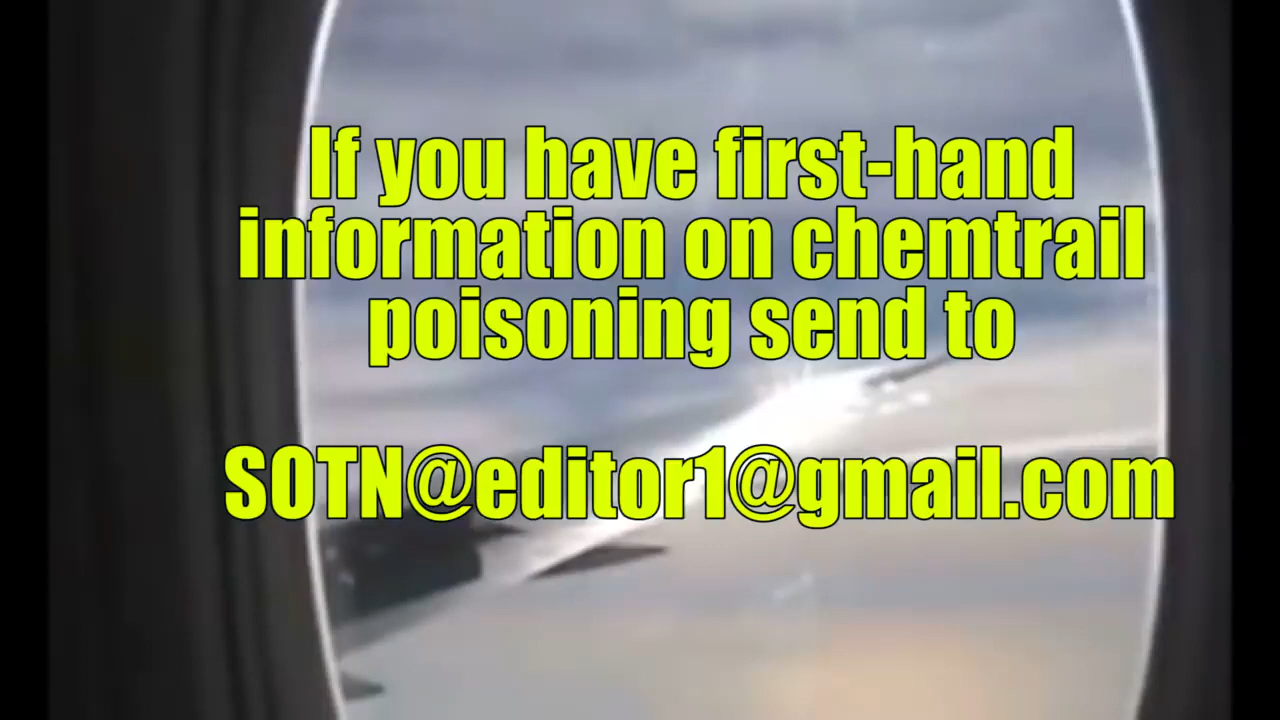 If you have first-hand
information on chemtrail
poisoning send to
SOTN@editor1@gmail.com